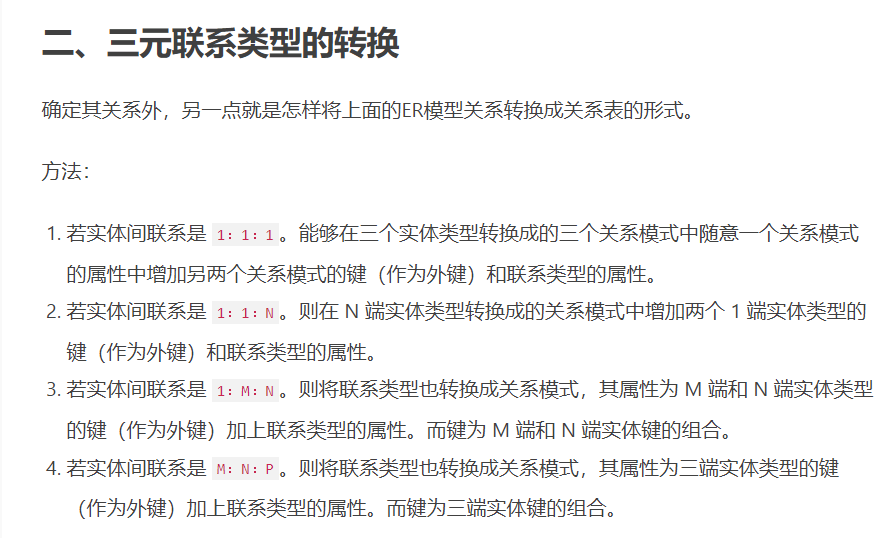 二、三元联系类型的转换
确定其关系外，另一点就是怎样将上面的ER模型关系转换成关系表的形式。
方法：
1. 若实体间联系是 1：1：1。能够在三个实体类型转换成的三个关系模式中随意一个关系模式
的属性中增加另两个关系模式的键（作为外键）和联系类型的属性。
2. 若实体间联系是 1：1：N。则在 N 端实体类型转换成的关系模式中增加两个 1 端实体类型的
键（作为外键）和联系类型的属性。
3. 若实体间联系是 1：M：N。则将联系类型也转换成关系模式，其属性为 M 端和 N 端实体类型
的键（作为外键）加上联系类型的属性。而键为 M 端和 N 端实体键的组合。
4. 若实体间联系是 M：N：P。则将联系类型也转换成关系模式，其属性为三端实体类型的键
（作为外键）加上联系类型的属性。而键为三端实体键的组合。